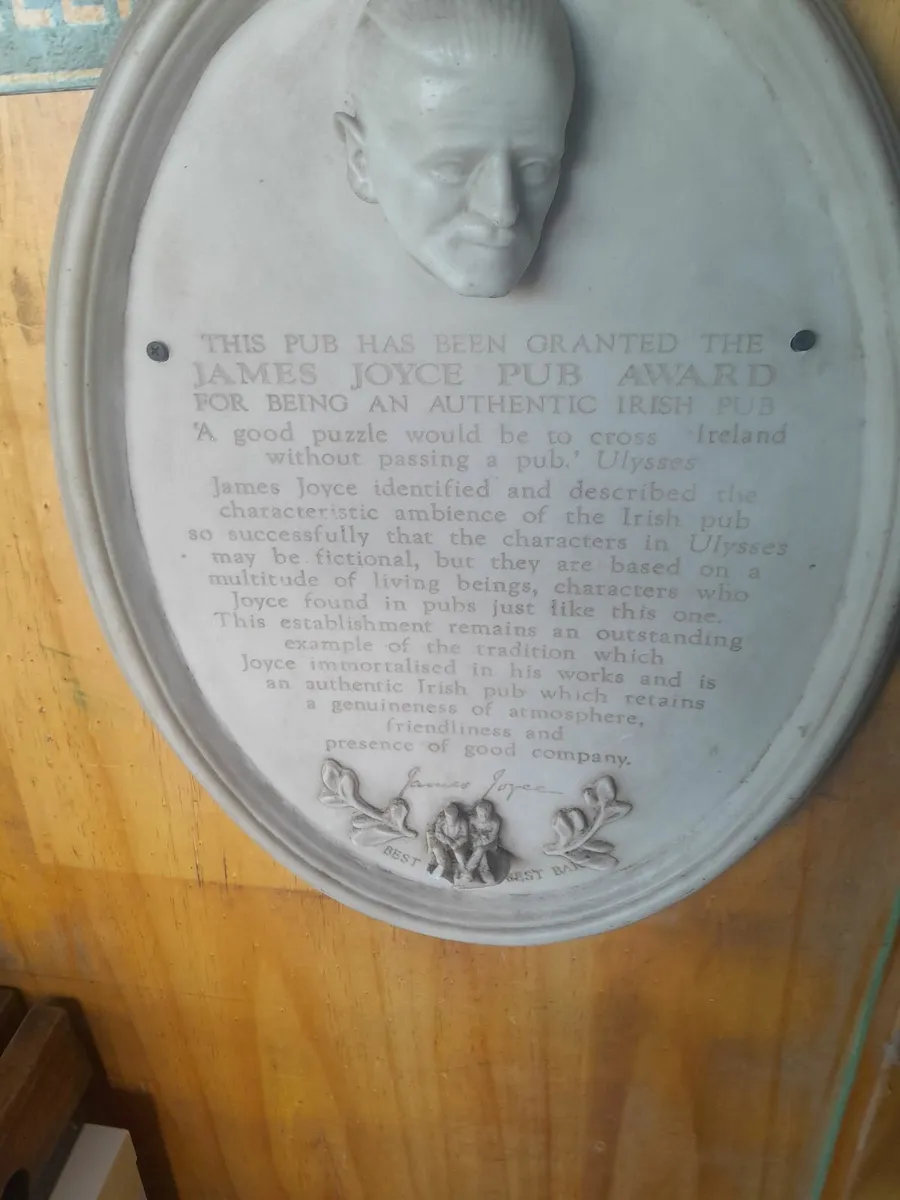 THIS PUB HAS BEEN GRANTED THE
JAMES JOYCE PUB AWARD
FOR BEING AN AUTHENTIC IRISH PUB
'A good puzzle would be to cross Ireland
without passing a pub.' Ulysses
James Joyce identified and described the
characteristic ambience of the Irish pub
so successfully that the characters in Ulysses
may be fictional, but they are based on a
multitude of living beings, characters who
Joyce found in pubs just like this one.
This establishment remains an outstanding
example of the tradition which
Joyce immortalised in his works and is
an authentic Irish pub which retains
a genuineness of atmosphere,
friendliness and
presence of good company.
James Joyce
BEST BEST BAR